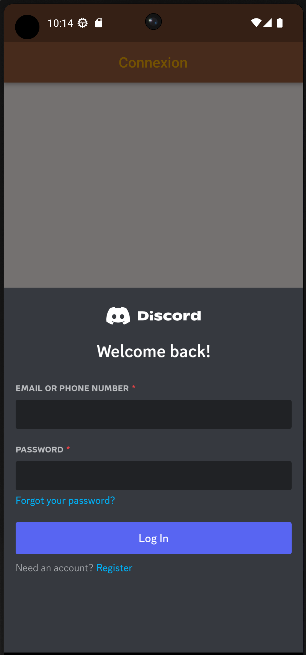 10:14
Connexion
Discord
Welcome back!
EMAIL OR PHONE NUMBER *
PASSWORD *
Forgot your password?
Log In
Need an account? Register